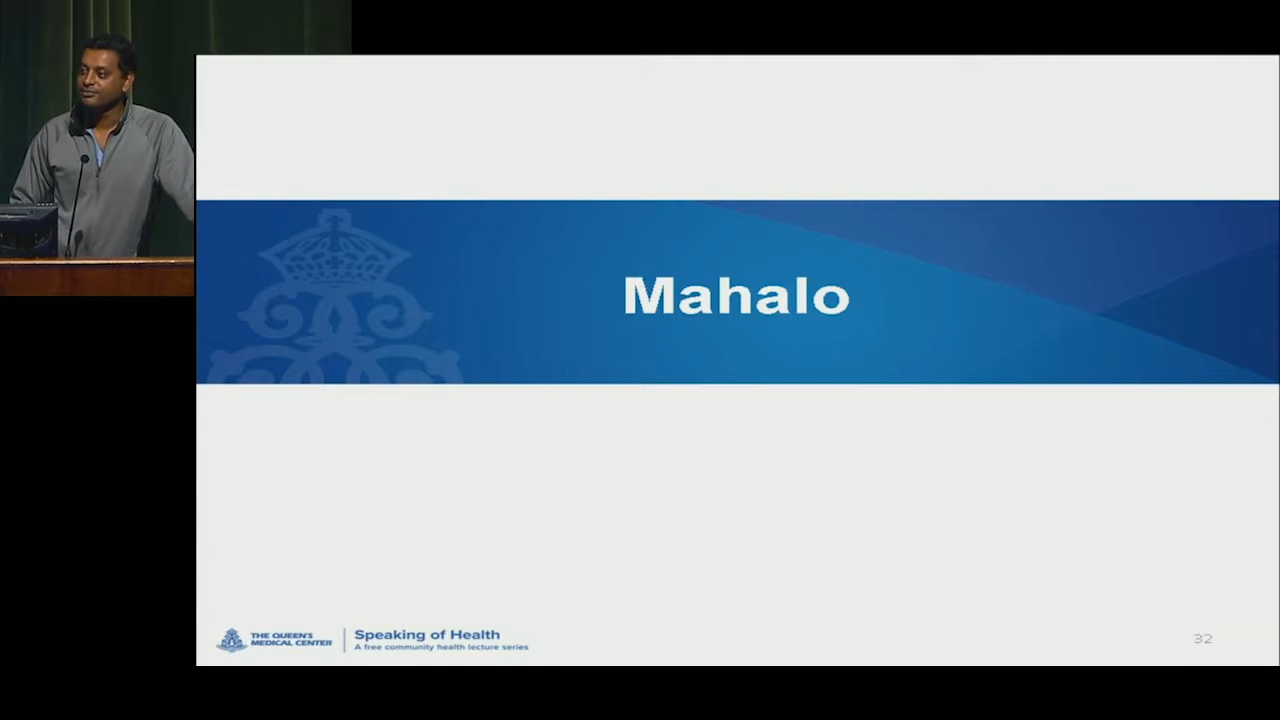 Mahalo
THE QUEEN'S
MEDICAL CENTER
Speaking of Health
A free community health lecture series
32